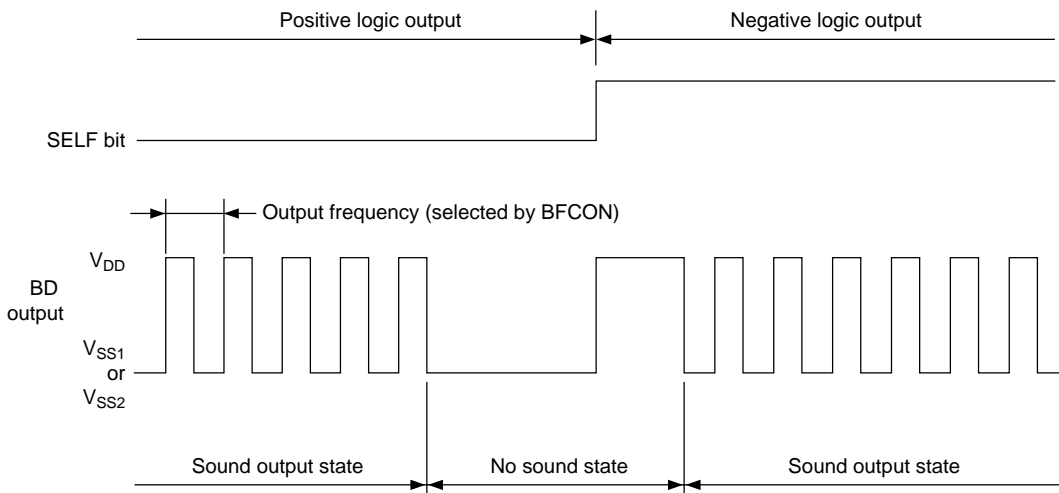 Positive logic output
Negative logic output
SELF bit
Output frequency (selected by BFCON)
VDD
BD
output
VSS1
or
VSS2
Sound output state
No sound state
Sound output state